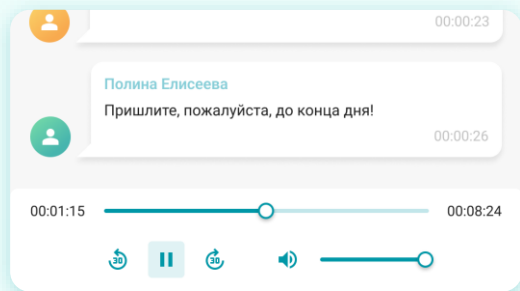 00:00:23
Полина Елисеева
Пришлите, пожалуйста, до конца дня!
00:00:26
00:01:15 00:08:24
30 30